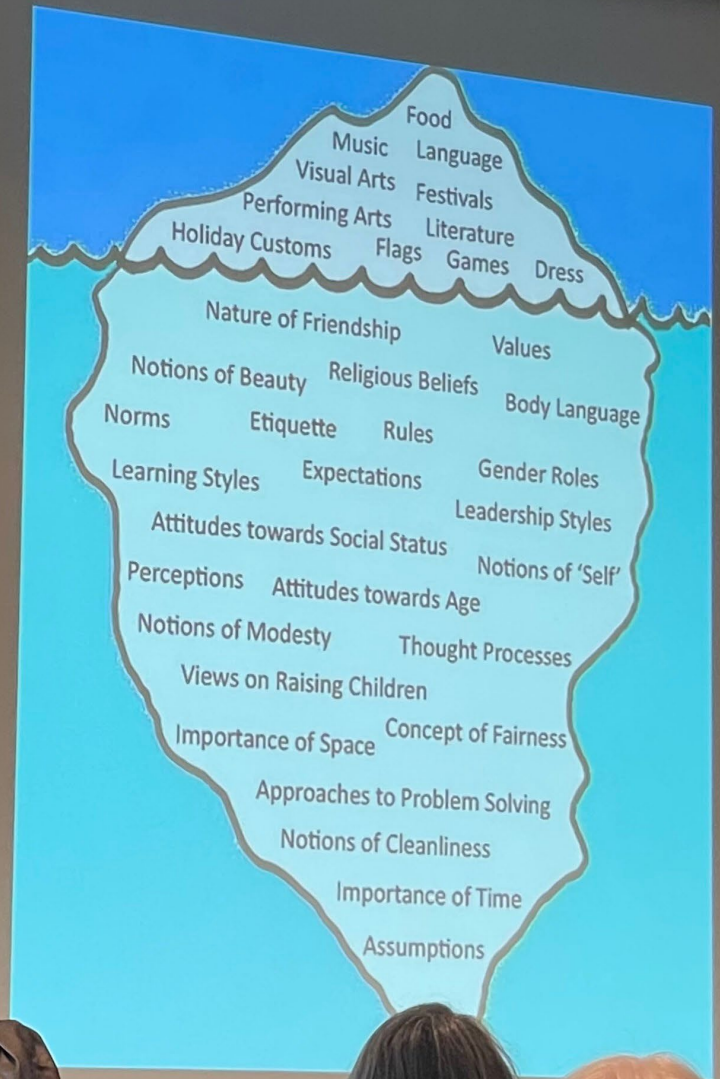 Food
Music Language
Visual Arts Festivals
Performing Arts Literature
Holiday Customs Flags Games Dress
Nature of Friendship Values
Notions of Beauty Religious Beliefs Body Language
Norms Etiquette Rules
Learning Styles Expectations Gender Roles
Leadership Styles
Attitudes towards Social Status
Notions of ‘Self’
Perceptions Attitudes towards Age
Notions of Modesty Thought Processes
Views on Raising Children
Importance of Space Concept of Fairness
Approaches to Problem Solving
Notions of Cleanliness
Importance of Time
Assumptions